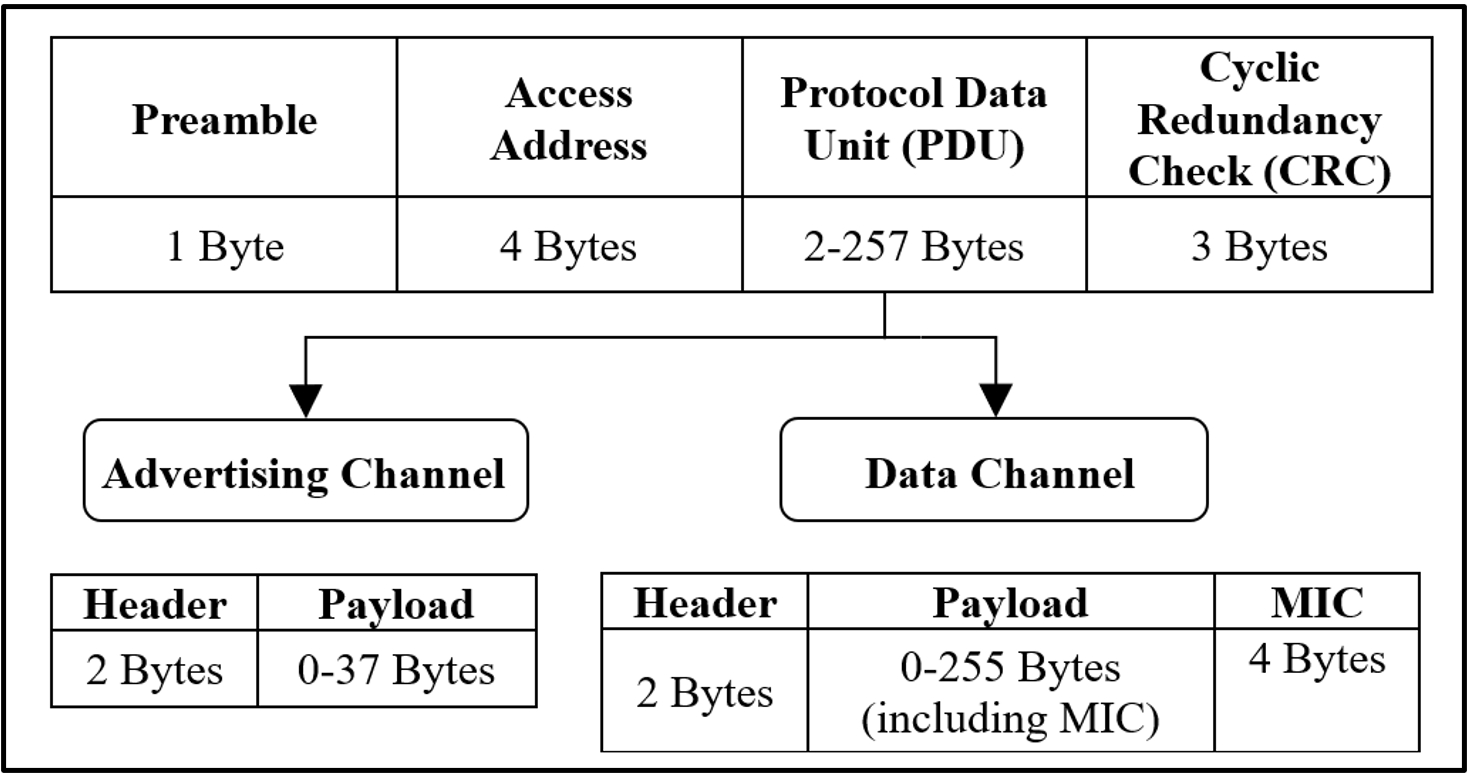 Preamble
Access
Address
Protocol Data
Unit (PDU)
Cyclic
Redundancy
Check (CRC)
1 Byte
4 Bytes
2-257 Bytes
3 Bytes
Advertising Channel
Data Channel
Header
Payload
2 Bytes
0-37 Bytes
Header
Payload
MIC
2 Bytes
0-255 Bytes
(including MIC)
4 Bytes